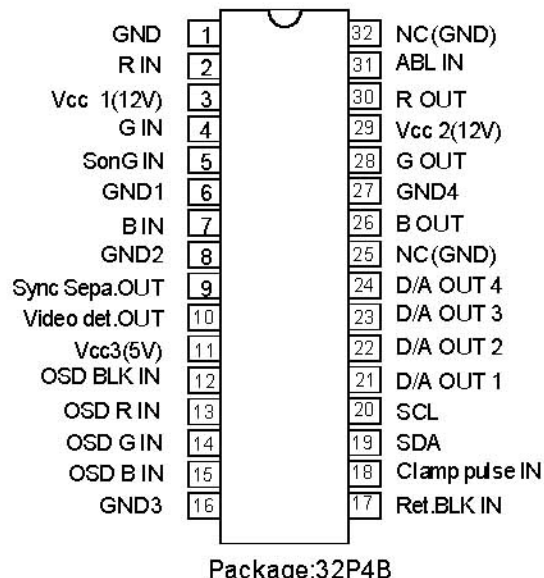 GND 1 32 NC(GND)
R IN 2 31 ABL IN
Vcc 1(12V) 3 30 R OUT
G IN 4 29 Vcc 2(12V)
SonG IN 5 28 G OUT
GND1 6 27 GND4
B IN 7 26 B OUT
GND2 8 25 NC(GND)
Sync Sepa.OUT 9 24 D/A OUT 4
Video det.OUT 10 23 D/A OUT 3
Vcc3(5V) 11 22 D/A OUT 2
OSD BLK IN 12 21 D/A OUT 1
OSD R IN 13 20 SCL
OSD G IN 14 19 SDA
OSD B IN 15 18 Clamp pulse IN
GND3 16 17 Ret.BLK IN
Package:32P4B